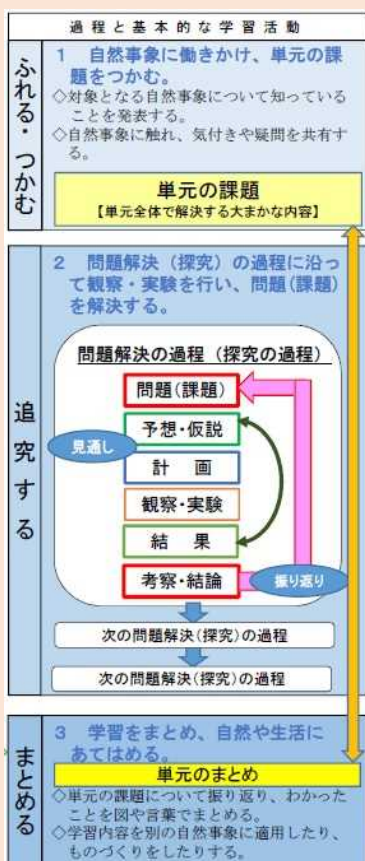 過程と基本的な学習活動
ふれる・つかむ
1 自然事象に働きかけ、単元の課
題をつかむ。
◇対象となる自然事象について知っている
ことを発表する。
◇自然事象に触れ、気付きや疑問を共有す
る。
単元の課題
【単元全体で解決する大まかな内容】
追究する
2 問題解決（探究）の過程に沿っ
て観察・実験を行い、問題(課題)
を解決する。
問題解決の過程（探究の過程）
問題(課題)
予想・仮説
見通し
計 画
観察・実験
結 果
考察・結論
振り返り
次の問題解決(探究)の過程
次の問題解決(探究)の過程
まとめる
3 学習をまとめ、自然や生活に
あてはめる。
単元のまとめ
◇単元の課題について振り返り、わかった
ことを図や言葉でまとめる。
◇学習内容を別の自然事象に適用したり、
ものづくりをしたりする。